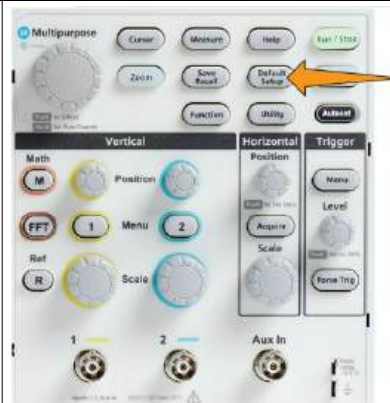 Multipurpose
Cursor
Measure
Help
Run / Stop
Zoom
Save
Recall
Default
Setup
Function
Utility
Autoset
Vertical
Horizontal
Trigger
Math
M
Position
Position
Menu
FFT
1
Menu
2
Acquire
Level
Ref
R
Scale
Scale
Force Trig
1
2
Aux In